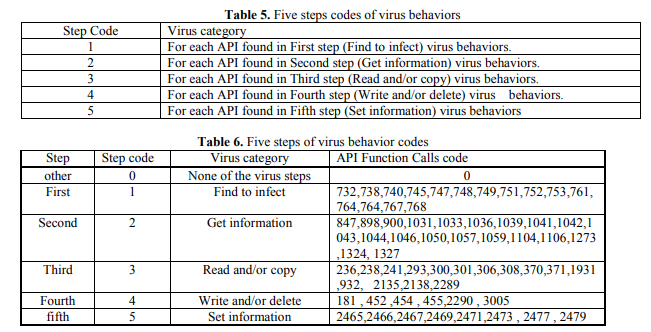 Table 5. Five steps codes of virus behaviors
Step Code Virus category
1 For each API found in First step (Find to infect) virus behaviors.
2 For each API found in Second step (Get information) virus behaviors.
3 For each API found in Third step (Read and/or copy) virus behaviors.
4 For each API found in Fourth step (Write and/or delete) virus behaviors.
5 For each API found in Fifth step (Set information) virus behaviors
Table 6. Five steps of virus behavior codes
Step Step code Virus category API Function Calls code
other 0 None of the virus steps 0
First 1 Find to infect 732,738,740,745,747,748,749,751,752,753,761,
764,764,767,768
Second 2 Get information 847,898,900,1031,1033,1036,1039,1041,1042,1
043,1044,1046,1050,1057,1059,1104,1106,1273
,1324, 1327
Third 3 Read and/or copy 236,238,241,293,300,301,306,308,370,371,1931
,932, 2135,2138,2289
Fourth 4 Write and/or delete 181 , 452 ,454 , 455,2290 , 3005
fifth 5 Set information 2465,2466,2467,2469,2471,2473 , 2477 , 2479